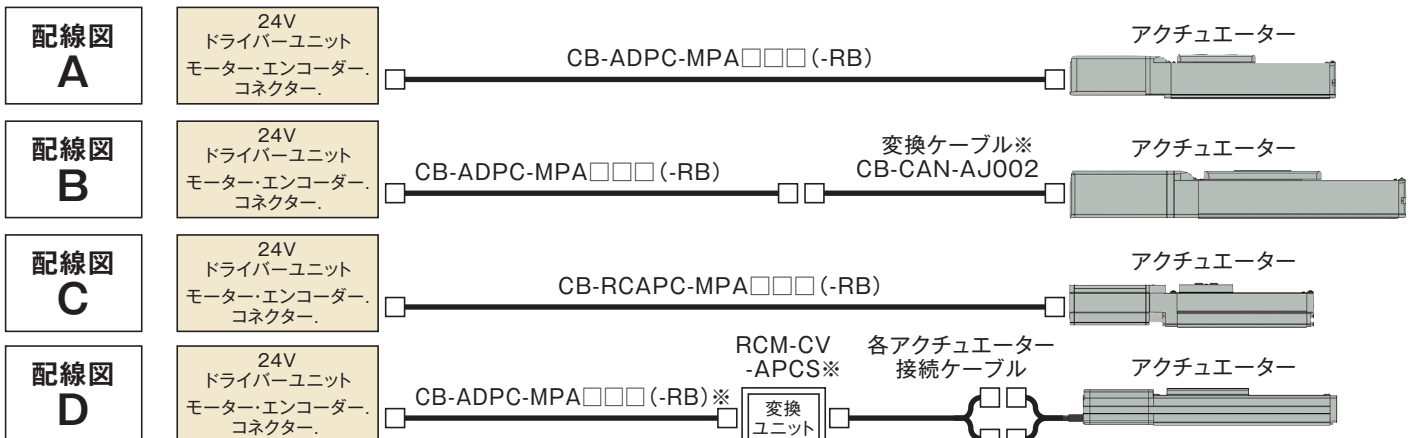 配線図
A
24V
ドライバーユニット
モーター・エンコーダー.
コネクター.
CB-ADPC-MPA□□□(-RB)
アクチュエーター
配線図
B
24V
ドライバーユニット
モーター・エンコーダー.
コネクター.
CB-ADPC-MPA□□□(-RB)
変換ケーブル※
CB-CAN-AJ002
アクチュエーター
配線図
C
24V
ドライバーユニット
モーター・エンコーダー.
コネクター.
CB-RCAPC-MPA□□□(-RB)
アクチュエーター
配線図
D
24V
ドライバーユニット
モーター・エンコーダー.
コネクター.
CB-ADPC-MPA□□□(-RB)※
RCM-CV
-APCS※
変換
ユニット
各アクチュエーター
接続ケーブル
アクチュエーター